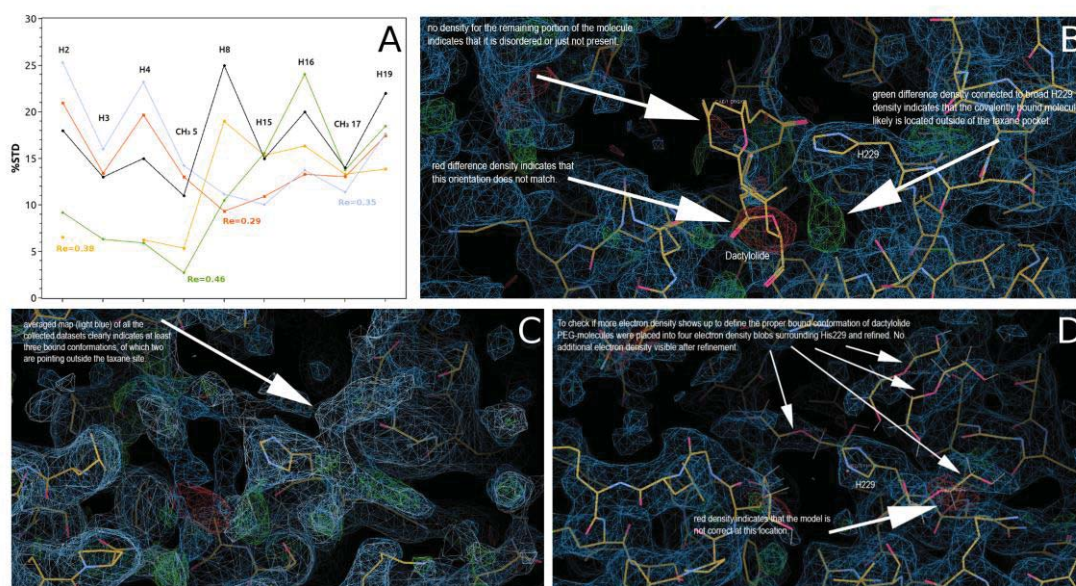 A
30
25
20
15
10
5
0
%STD
H2
H3
H4
CH₃ 5
H8
H15
H16
CH₃ 17
H19
Re=0.38
Re=0.46
Re=0.29
Re=0.35
B
no density for the remaining portion of the molecule
indicates that it is disordered or just not present.
green difference density connected to broad H229
density indicates that the covalently bound molecule
likely is located outside of the taxane pocket.
red difference density indicates that
this orientation does not match.
H229
Dactylolide
C
averaged map (light blue) of all the
collected datasets clearly indicates at least
three bound conformations, of which two
are pointing outside the taxane site.
D
To check if more electron density shows up to define the proper bound conformation of dactylolide
PEG-molecules were placed into four electron density blobs surrounding His229 and refined. No
additional electron density visible after refinement.
H229
red density indicates that the model is
not correct at this location.